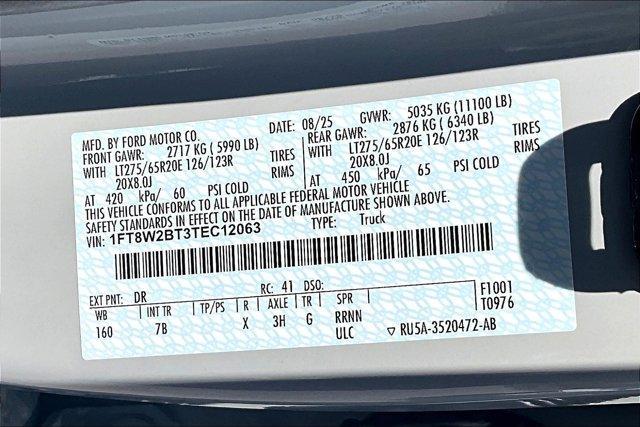 MFD. BY FORD MOTOR CO. DATE: 08/25 GVWR: 5035 KG (11100 LB)
FRONT GAWR: 2717 KG ( 5990 LB) REAR GAWR: 2876 KG ( 6340 LB)
WITH LT275/65R20E 126/123R TIRES WITH LT275/65R20E 126/123R TIRES
20X8.0J RIMS 20X8.0J RIMS
AT 420 kPa/ 60 PSI COLD AT 450 kPa/ 65 PSI COLD
THIS VEHICLE CONFORMS TO ALL APPLICABLE FEDERAL MOTOR VEHICLE
SAFETY STANDARDS IN EFFECT ON THE DATE OF MANUFACTURE SHOWN ABOVE.
VIN: 1FT8W2BT3TEC12063 TYPE: Truck
EXT PNT: DR RC: 41 DSO: F1001
WB INT TR TP/PS R AXLE TR SPR T0976
160 7B X 3H G RRNN
ULC RU5A-3520472-AB